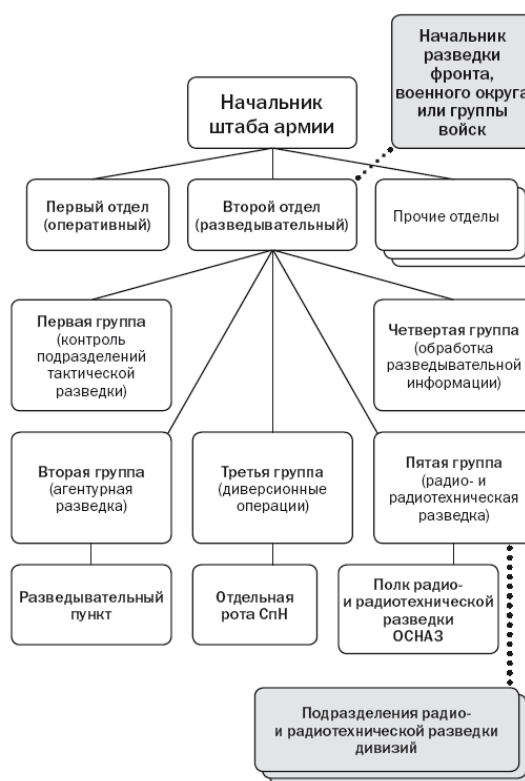 Начальник
разведки
фронта,
военного округа
или группы
войск
Начальник
штаба армии
Первый отдел
(оперативный)
Второй отдел
(разведывательный)
Прочие отделы
Первая группа
(контроль
подразделений
тактической
разведки)
Четвертая группа
(обработка
разведывательной
информации)
Вторая группа
(агентурная
разведка)
Третья группа
(диверсионные
операции)
Пятая группа
(радио- и
радиотехническая
разведка)
Разведывательный
пункт
Отдельная
рота СпН
Полк радио-
и радиотехнической
разведки
ОСНАЗ
Подразделения радио-
и радиотехнической разведки
дивизий